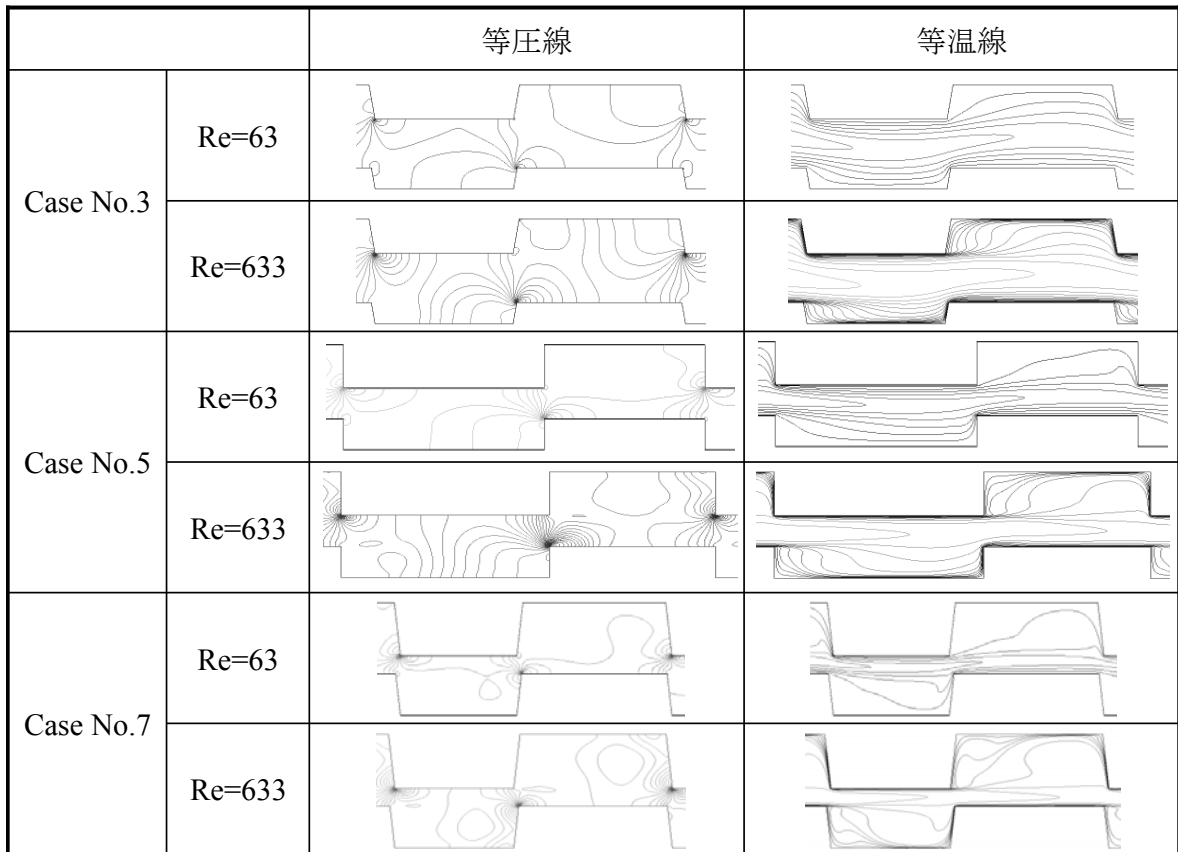 等圧線 等温線
Case No.3
Re=63
Re=633
Case No.5
Re=63
Re=633
Case No.7
Re=63
Re=633